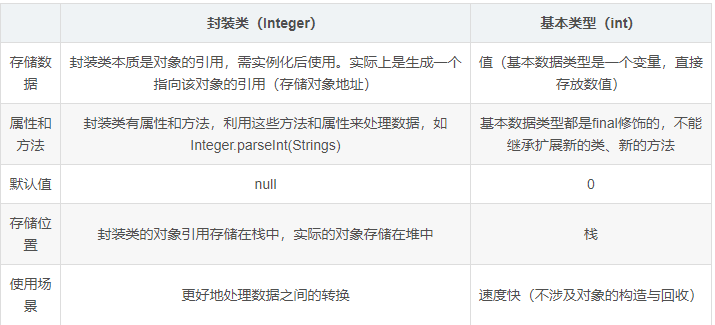 封装类（Integer）
基本类型（int）
存储
数据
封装类本质是对象的引用，需实例化后使用。实际上是生成一个
指向该对象的引用（存储对象地址）
值（基本数据类型是一个变量，直接
存放数值）
属性和
方法
封装类有属性和方法，利用这些方法和属性来处理数据，如
Integer.parseInt(Strings)
基本数据类型都是final修饰的，不能
继承扩展新的类、新的方法
默认值
null
0
存储位
置
封装类的对象引用存储在栈中，实际的对象存储在堆中
栈
使用场
景
更好地处理数据之间的转换
速度快（不涉及对象的构造与回收）